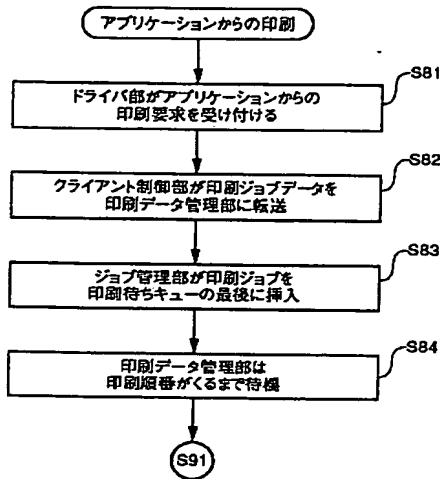 アプリケーションからの印刷
S81
ドライバ部がアプリケーションからの
印刷要求を受け付ける
S82
クライアント制御部が印刷ジョブデータを
印刷データ管理部に転送
S83
ジョブ管理部が印刷ジョブを
印刷待ちキューの最後に挿入
S84
印刷データ管理部は
印刷順番がくるまで待機
S91